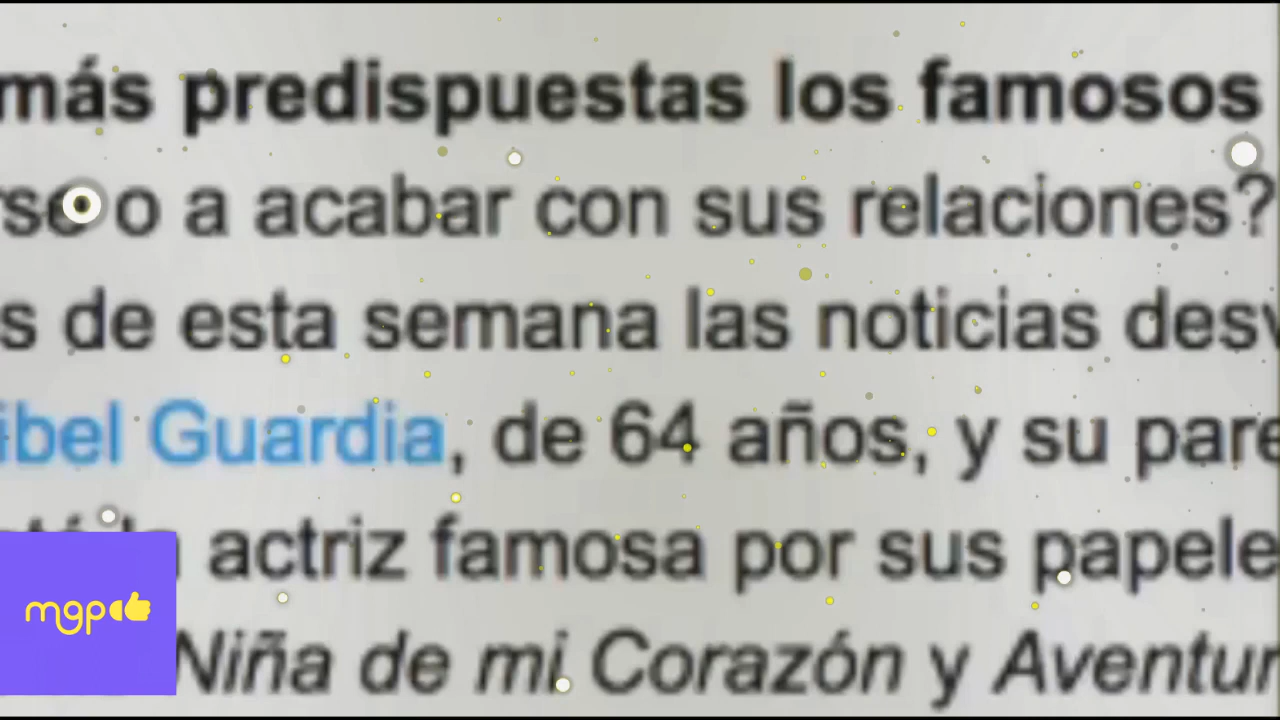 más predispuestas los famosos
o a acabar con sus relaciones?
de esta semana las noticias
Guardia, de 64 años, y su
actriz famosa por sus
Niña de mi Corazón y
mgp